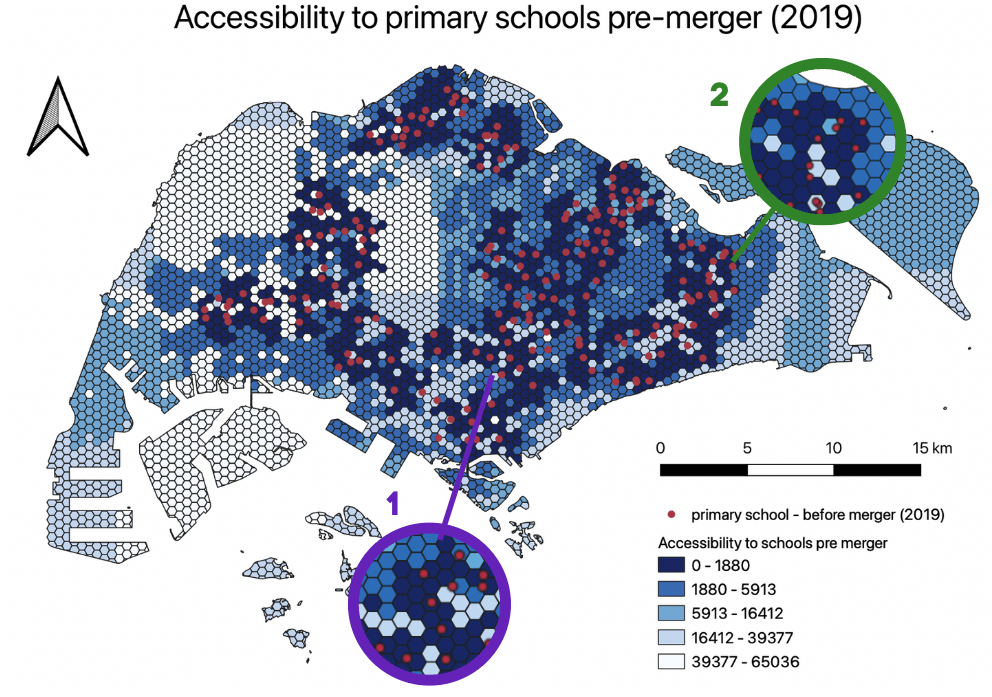 Accessibility to primary schools pre-merger (2019)
2
0 5 10 15 km
1
primary school - before merger (2019)
Accessibility to schools pre merger
0 - 1880
1880 - 5913
5913 - 16412
16412 - 39377
39377 - 65036